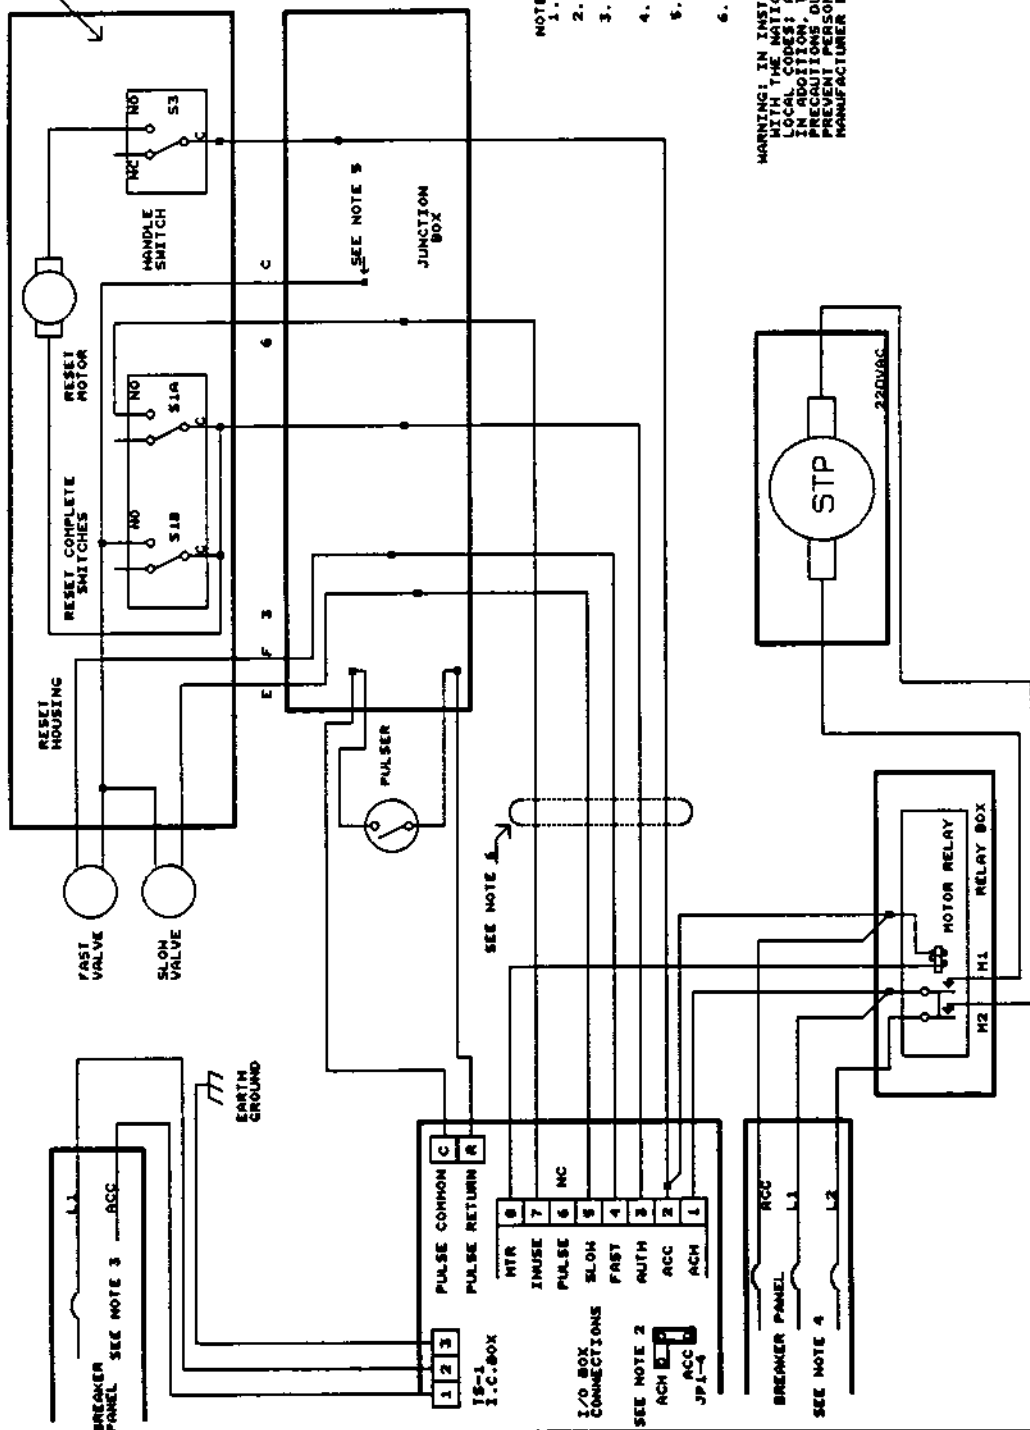 BREAKER
PANEL SEE NOTE 3
L1
ACC
EARTH
GROUND
TS-1
I.C.BOX
1 2 3
PULSE COMMON C
PULSE RETURN R
I/O BOX
CONNECTIONS
MTR 8
INUSE 7
PULSE 6 NC
SLOW 5
FAST 4
AUTH 3
ACC 2
ACH 1
SEE NOTE 2
ACH
ACC
JP1-4
BREAKER PANEL
SEE NOTE 4
ACC
L1
L2
FAST
VALVE
SLOW
VALVE
SEE NOTE 6
PULSER
M2 M1
MOTOR RELAY
RELAY BOX
RESET
HOUSING
RESET COMPLETE
SWITCHES
NO
S1B
C
NO
S1A
C
RESET
MOTOR
HANDLE
SWITCH
NC NO
S3
C
E F 3 6 C
SEE NOTE 5
JUNCTION
BOX
STP
220VAC
NOTE
1.
2.
3.
4.
5.
6.
WARNING: IN INST
WITH THE NATIO
LOCAL CODES;
IN ADDITION,
PRECAUTIONS DU
PREVENT PERSON
MANUFACTURER